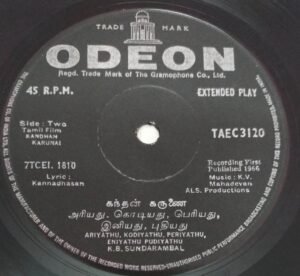 TRADE MARK
ODEON
Regd. Trade Mark of The Gramophone Co., Ltd.
45 R.P.M.
EXTENDED PLAY
Side: Two
Tamil Film
KANDHAN
KARUNAI
TAEC3120
7TCEI. 1810
Lyric:
Kannadhasan
Recording First
Published 1966
Music: K.V.
Mahadevan
ALS. Productions
கந்தன் கருணை
அரியது, கொடியது, பெரியது,
இனியது, புதியது
ARIYATHU, KODIYATHU, PERIYATHU,
ENIYATHU PUDIYATHU
K.B. SUNDARAMBAL